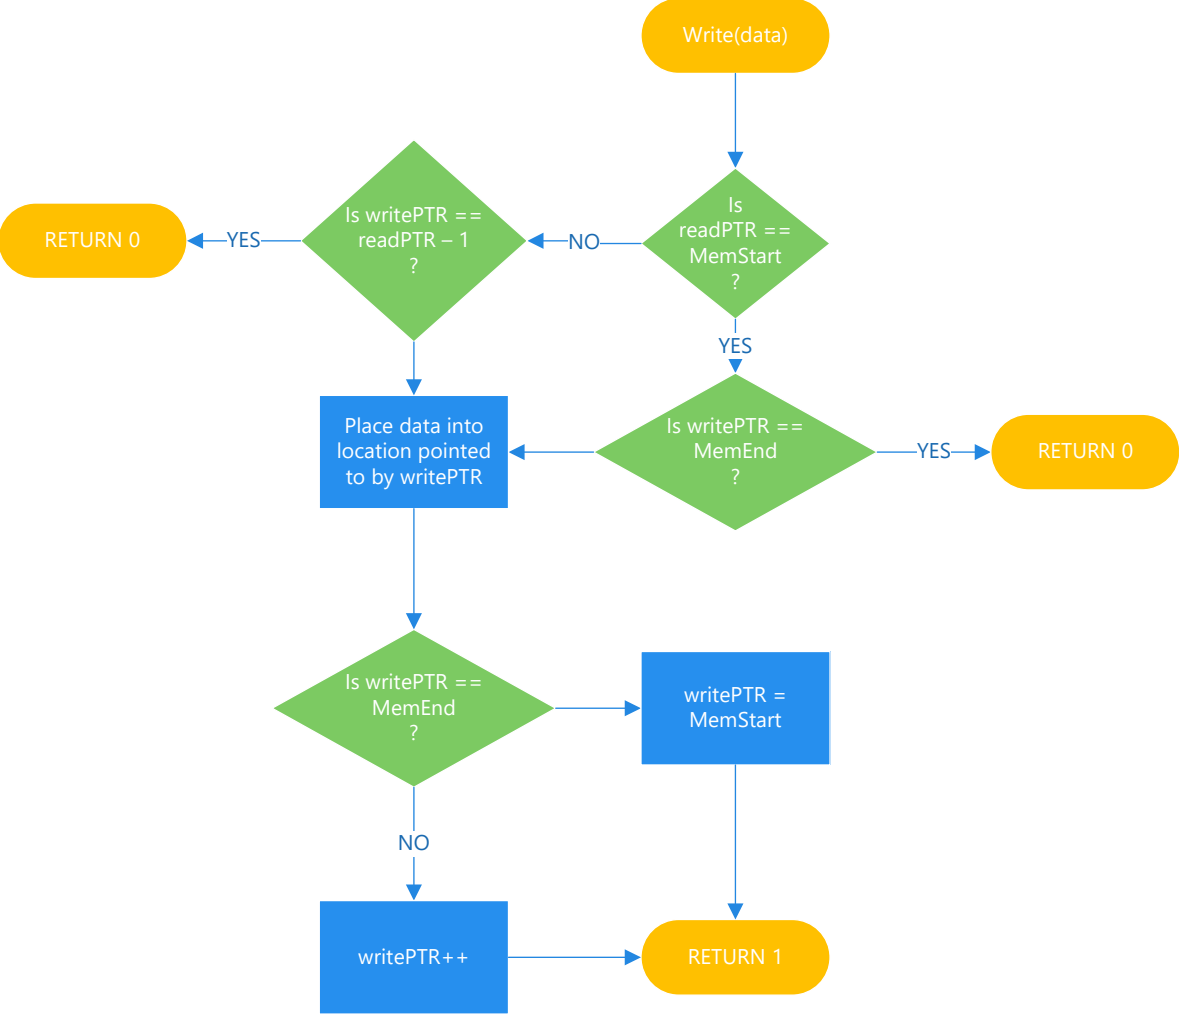 Write(data)
Is
readPTR ==
MemStart
?
NO
Is writePTR ==
readPTR – 1
?
YES
RETURN 0
YES
Is writePTR ==
MemEnd
?
YES
RETURN 0
Place data into
location pointed
to by writePTR
Is writePTR ==
MemEnd
?
writePTR =
MemStart
NO
writePTR++
RETURN 1